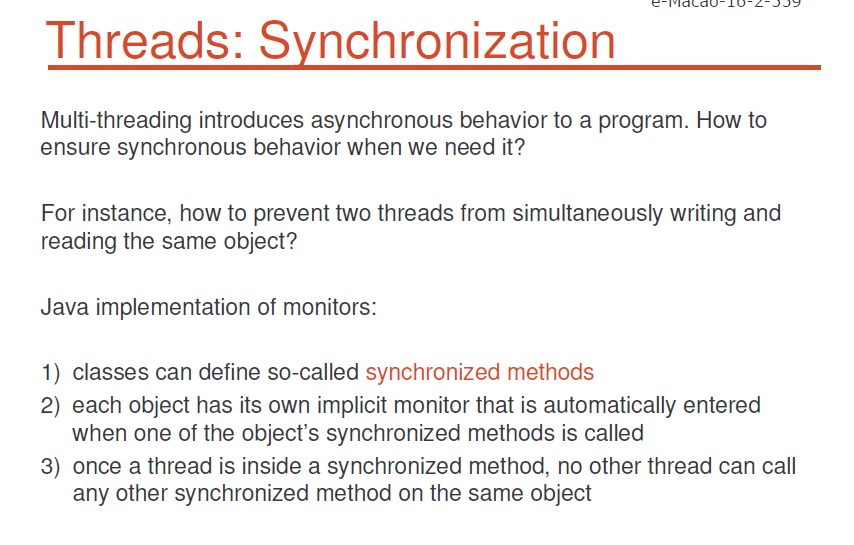 e-Macao-16-2-339
Threads: Synchronization
Multi-threading introduces asynchronous behavior to a program. How to
ensure synchronous behavior when we need it?
For instance, how to prevent two threads from simultaneously writing and
reading the same object?
Java implementation of monitors:
1) classes can define so-called synchronized methods
2) each object has its own implicit monitor that is automatically entered
when one of the object's synchronized methods is called
3) once a thread is inside a synchronized method, no other thread can call
any other synchronized method on the same object